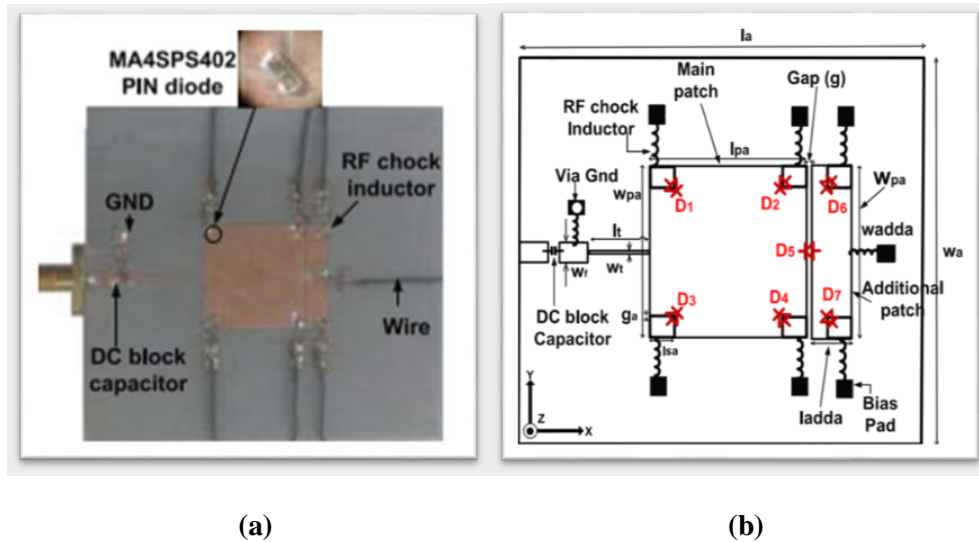 MA4SPS402
PIN diode
RF chock
inductor
GND
DC block
capacitor
Wire
la
Main
patch
Gap (g)
RF chock
Inductor
lpa
Wpa
Via Gnd
wpa
D1
D2
D6
lt
wadda
wa
D5
wf
wt
Additional
patch
D3
D4
D7
ga
DC block
Capacitor
lsa
Y
Z
X
ladda
Bias
Pad
(a)
(b)